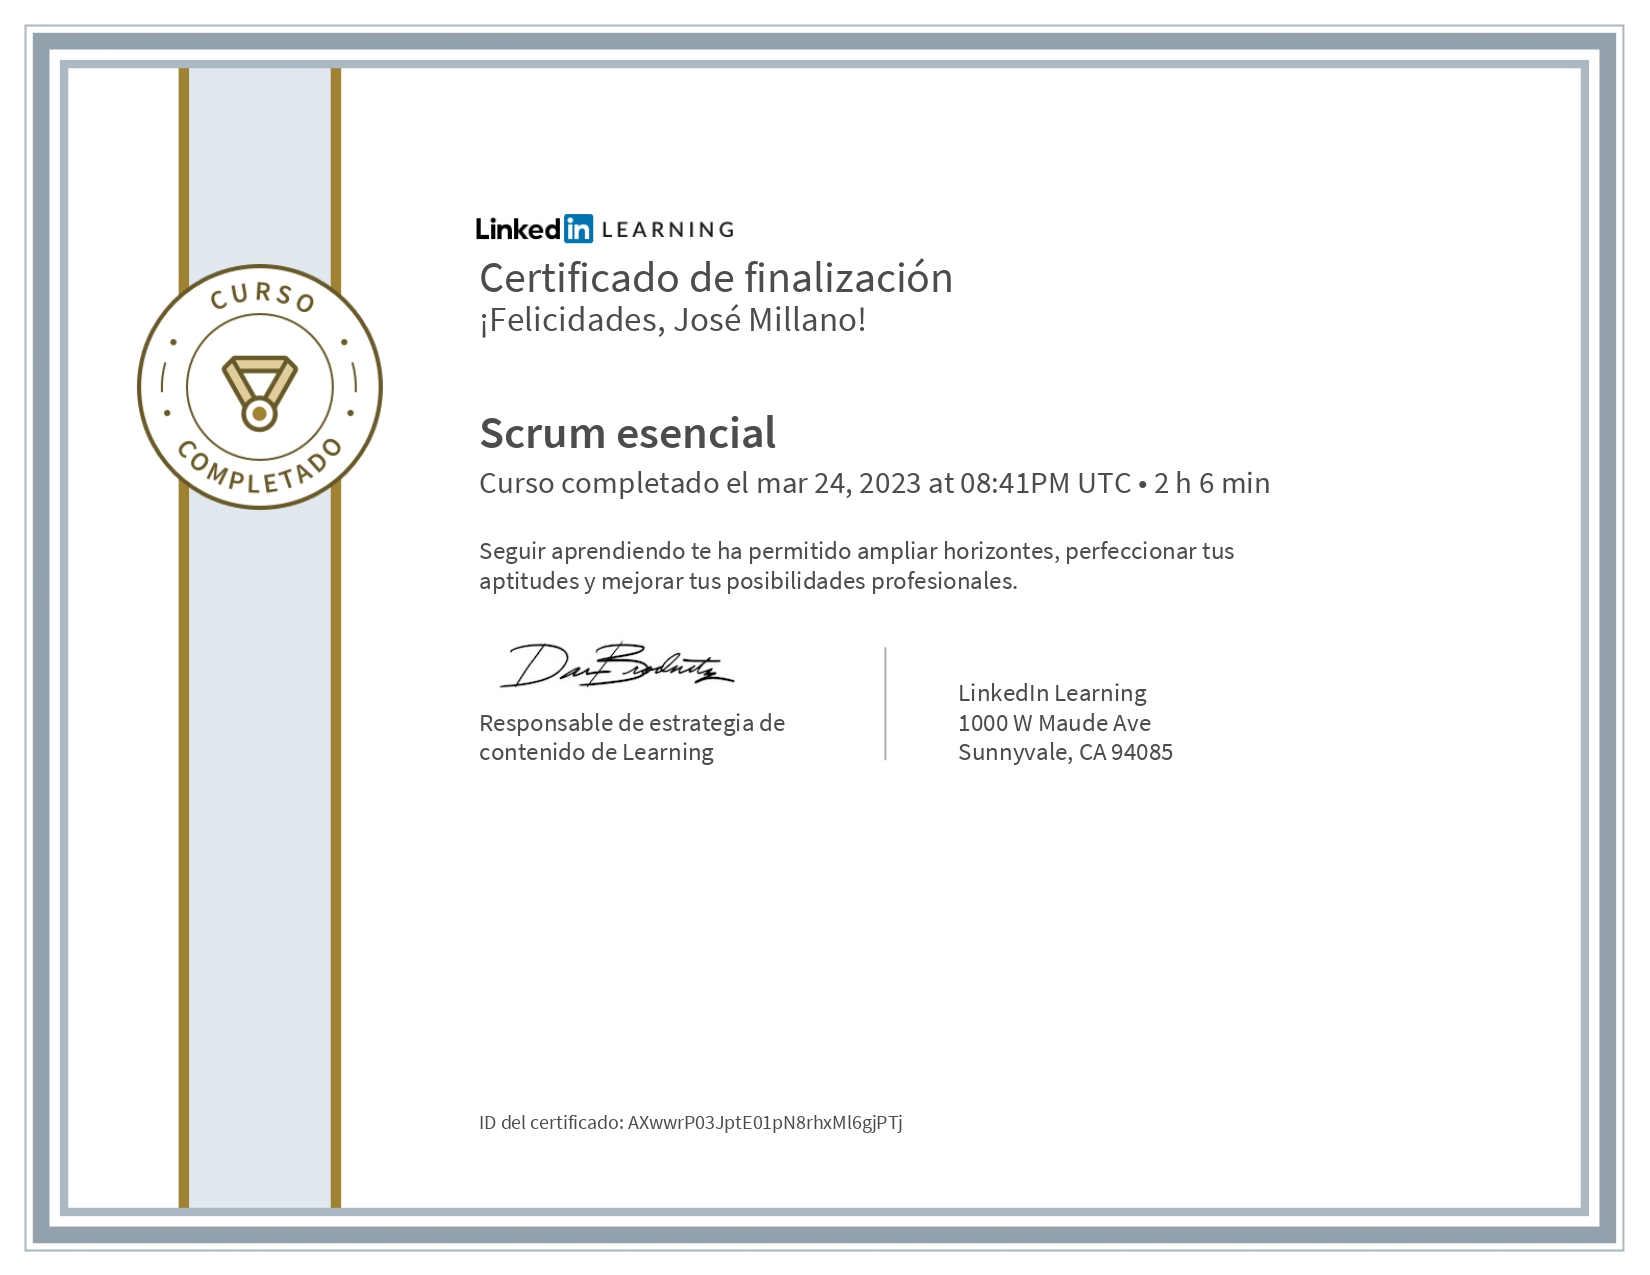 CURSO
COMPLETADO
Linked in LEARNING
Certificado de finalización
¡Felicidades, José Millano!
Scrum esencial
Curso completado el mar 24, 2023 at 08:41PM UTC • 2 h 6 min
Seguir aprendiendo te ha permitido ampliar horizontes, perfeccionar tus
aptitudes y mejorar tus posibilidades profesionales.
Dan Brodnitz
Responsable de estrategia de
contenido de Learning
LinkedIn Learning
1000 W Maude Ave
Sunnyvale, CA 94085
ID del certificado: AXwwrP03JptE01pN8rhxMl6gjPTj